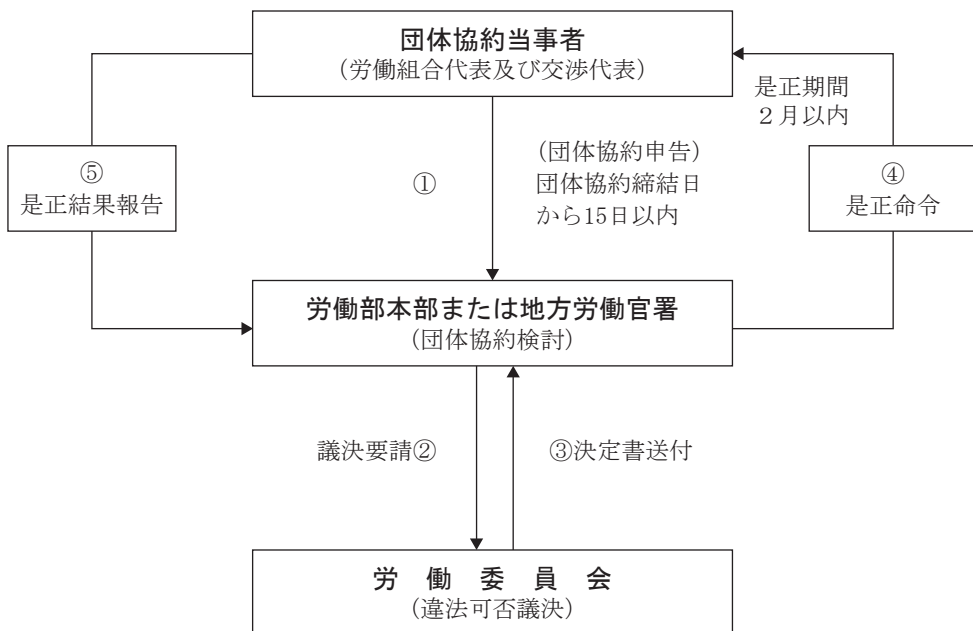 団体協約当事者
(労働組合代表及び交渉代表)
是正期間
２月以内
⑤
是正結果報告
①
(団体協約申告)
団体協約締結日
から15日以内
④
是正命令
労働部本部または地方労働官署
(団体協約検討)
議決要請②
③決定書送付
労働委員会
(違法可否議決)